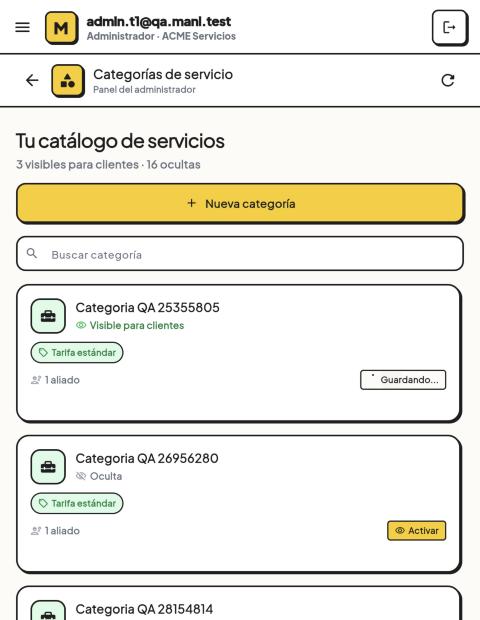 M
admin.t1@qa.mani.test
Administrador · ACME Servicios
Categorías de servicio
Panel del administrador
Tu catálogo de servicios
3 visibles para clientes · 16 ocultas
+ Nueva categoría
Buscar categoría
Categoria QA 25355805
Visible para clientes
Tarifa estándar
1 aliado
Guardando...
Categoria QA 26956280
Oculta
Tarifa estándar
1 aliado
Activar
Categoria QA 28154814